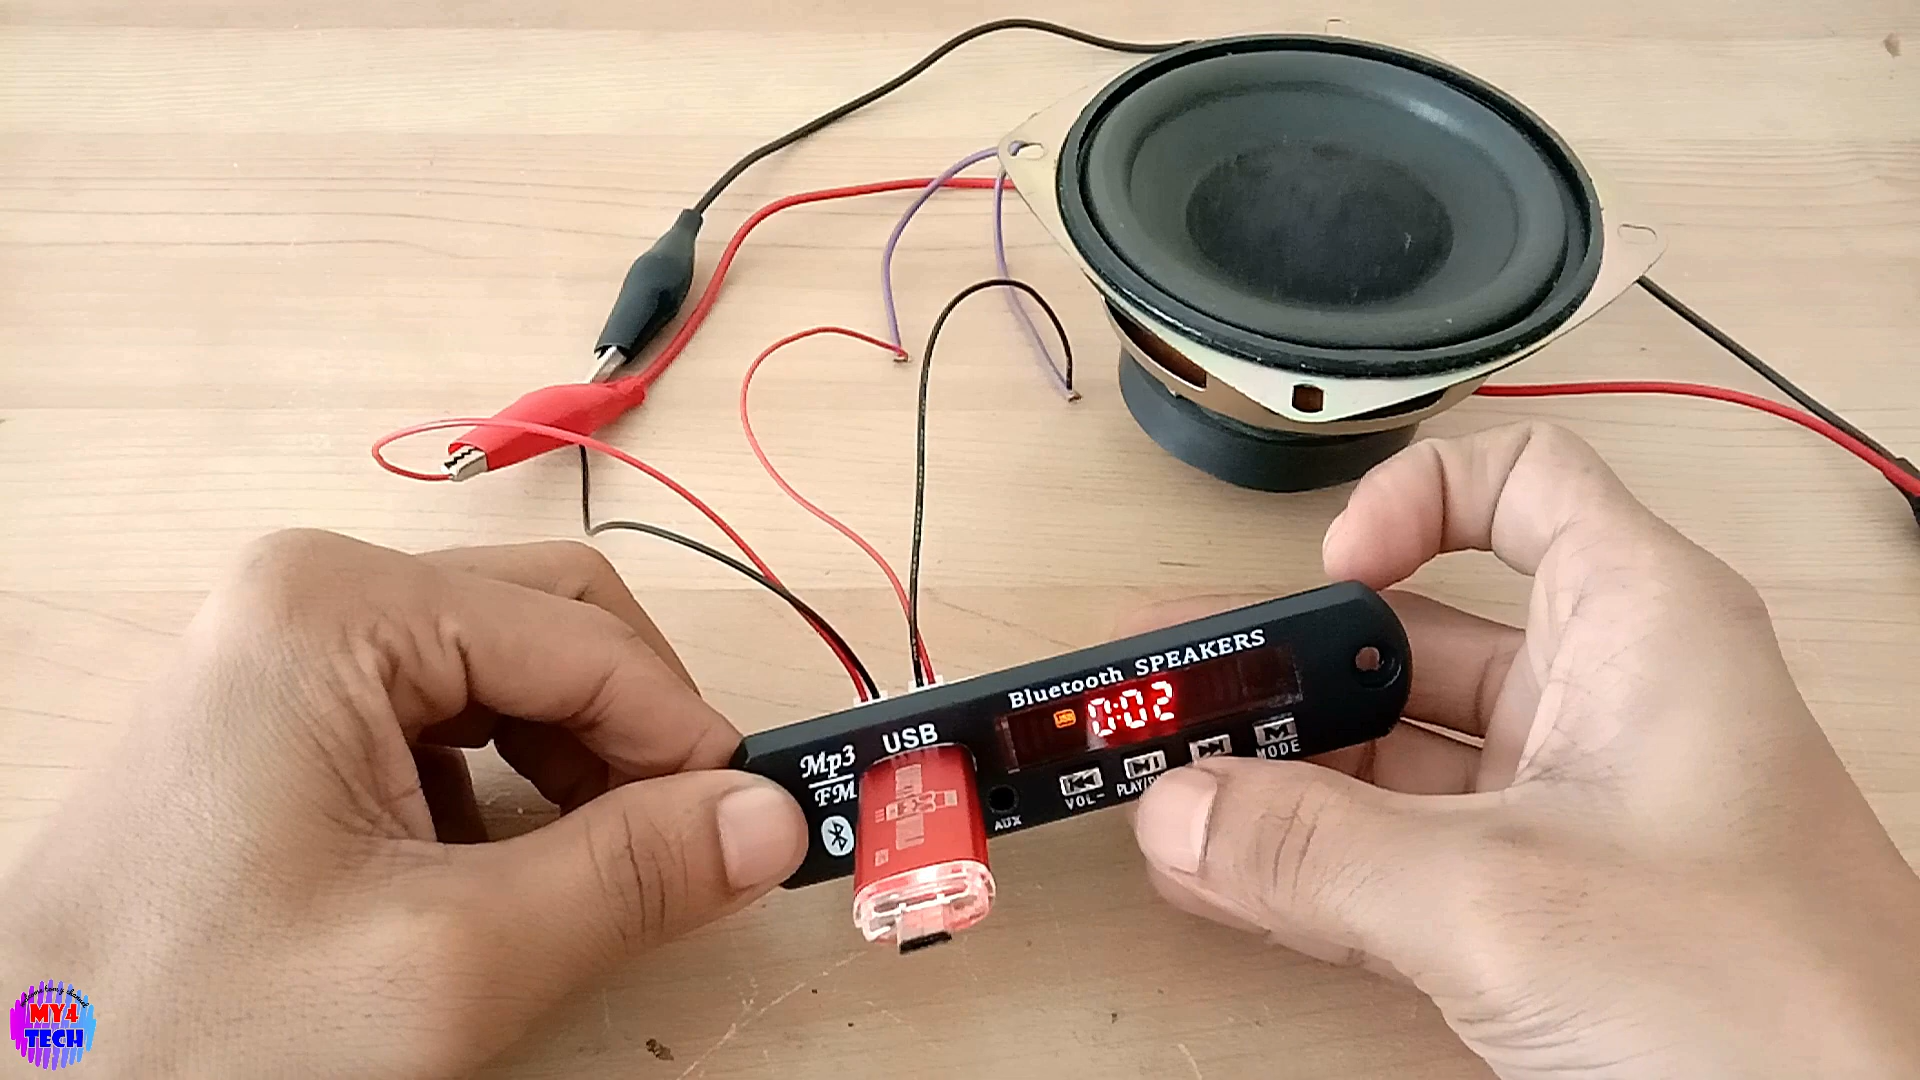 Bluetooth SPEAKERS
USB
0:02
Mp3
FM
MODE
VOL-
AUX
MY4
TECH